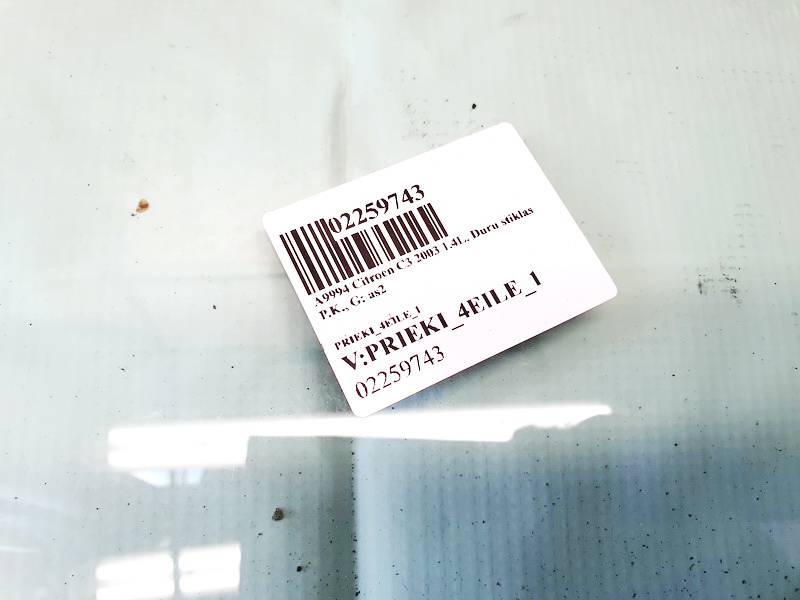 02259743
A9994 Citroen C3 2003 1.4L.. Duru stiklas
P.K., G: as2
PRIEKI_4EILE_1
V:PRIEKI_4EILE_1
02259743